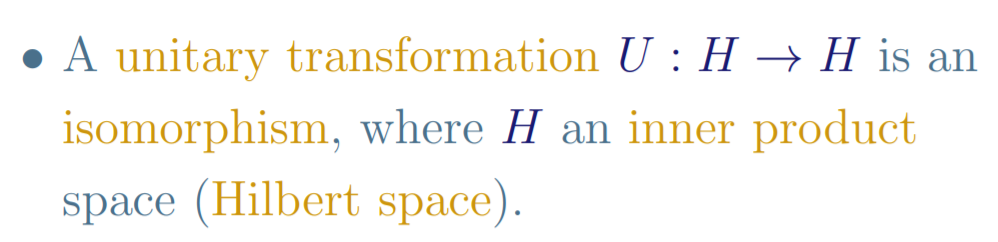 • A unitary transformation U : H → H is an
isomorphism, where H an inner product
space (Hilbert space).